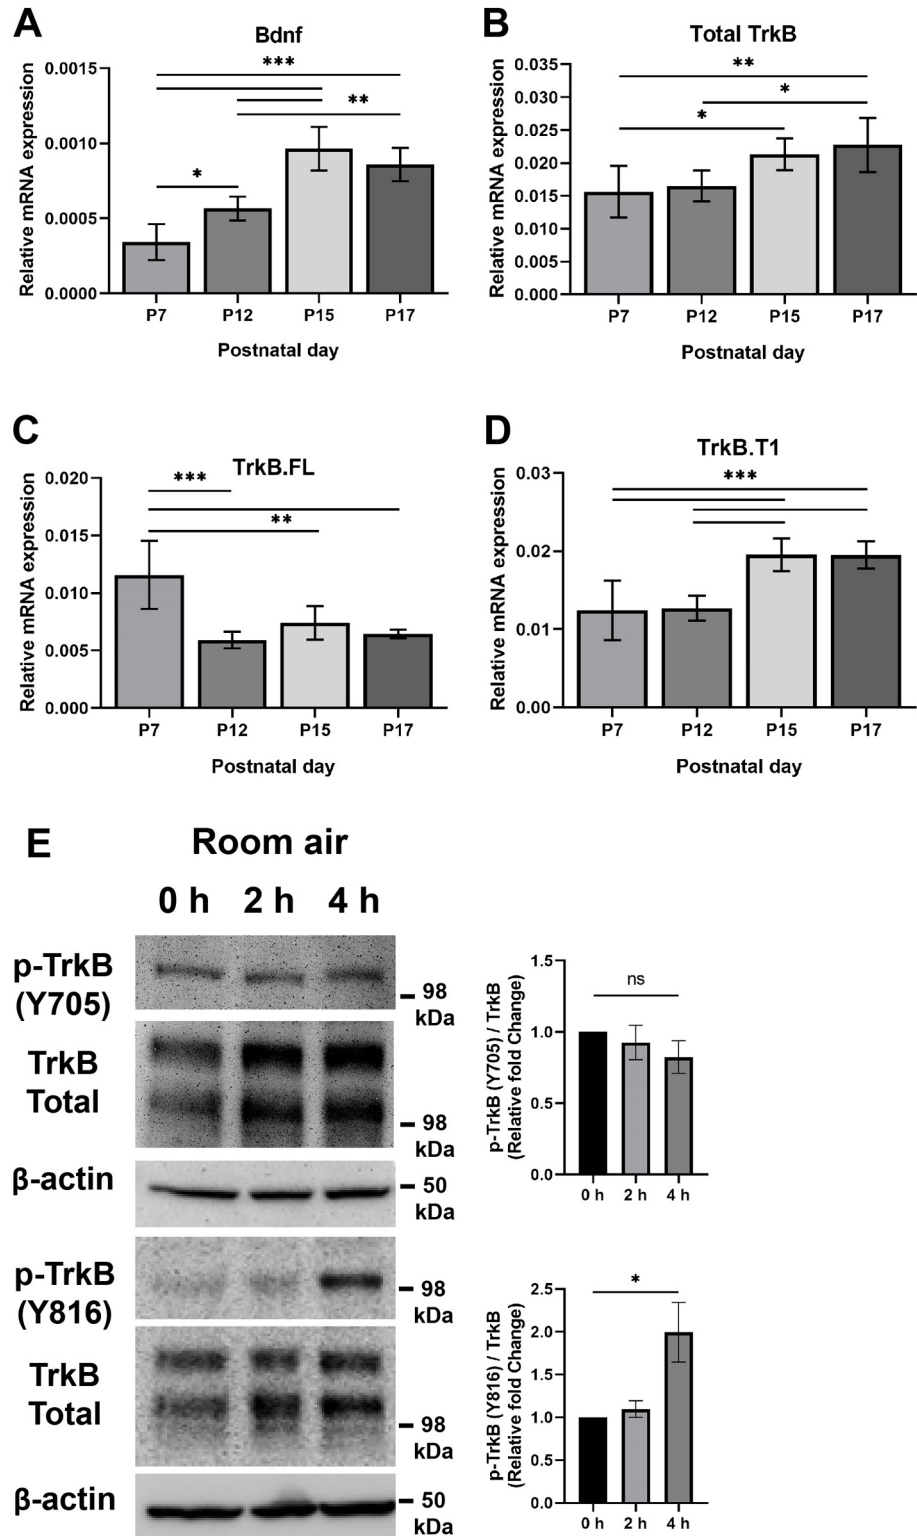 A
Bdnf
Relative mRNA expression
0.0015
0.0010
0.0005
0.0000
***
**
*
P7 P12 P15 P17
Postnatal day
B
Total TrkB
Relative mRNA expression
0.035
0.030
0.025
0.020
0.015
0.010
0.005
0.000
**
*
*
P7 P12 P15 P17
Postnatal day
C
TrkB.FL
Relative mRNA expression
0.020
0.015
0.010
0.005
0.000
***
**
P7 P12 P15 P17
Postnatal day
D
TrkB.T1
Relative mRNA expression
0.03
0.02
0.01
0.00
***
P7 P12 P15 P17
Postnatal day
E
Room air
0 h 2 h 4 h
p-TrkB
(Y705)
98
kDa
TrkB
Total
98
kDa
β-actin
50
kDa
p-TrkB
(Y816)
98
kDa
TrkB
Total
98
kDa
β-actin
50
kDa
p-TrkB (Y705) / TrkB
(Relative fold Change)
1.5
1.0
0.5
0.0
ns
0 h 2 h 4 h
p-TrkB (Y816) / TrkB
(Relative fold Change)
2.5
2.0
1.5
1.0
0.5
0.0
*
0 h 2 h 4 h